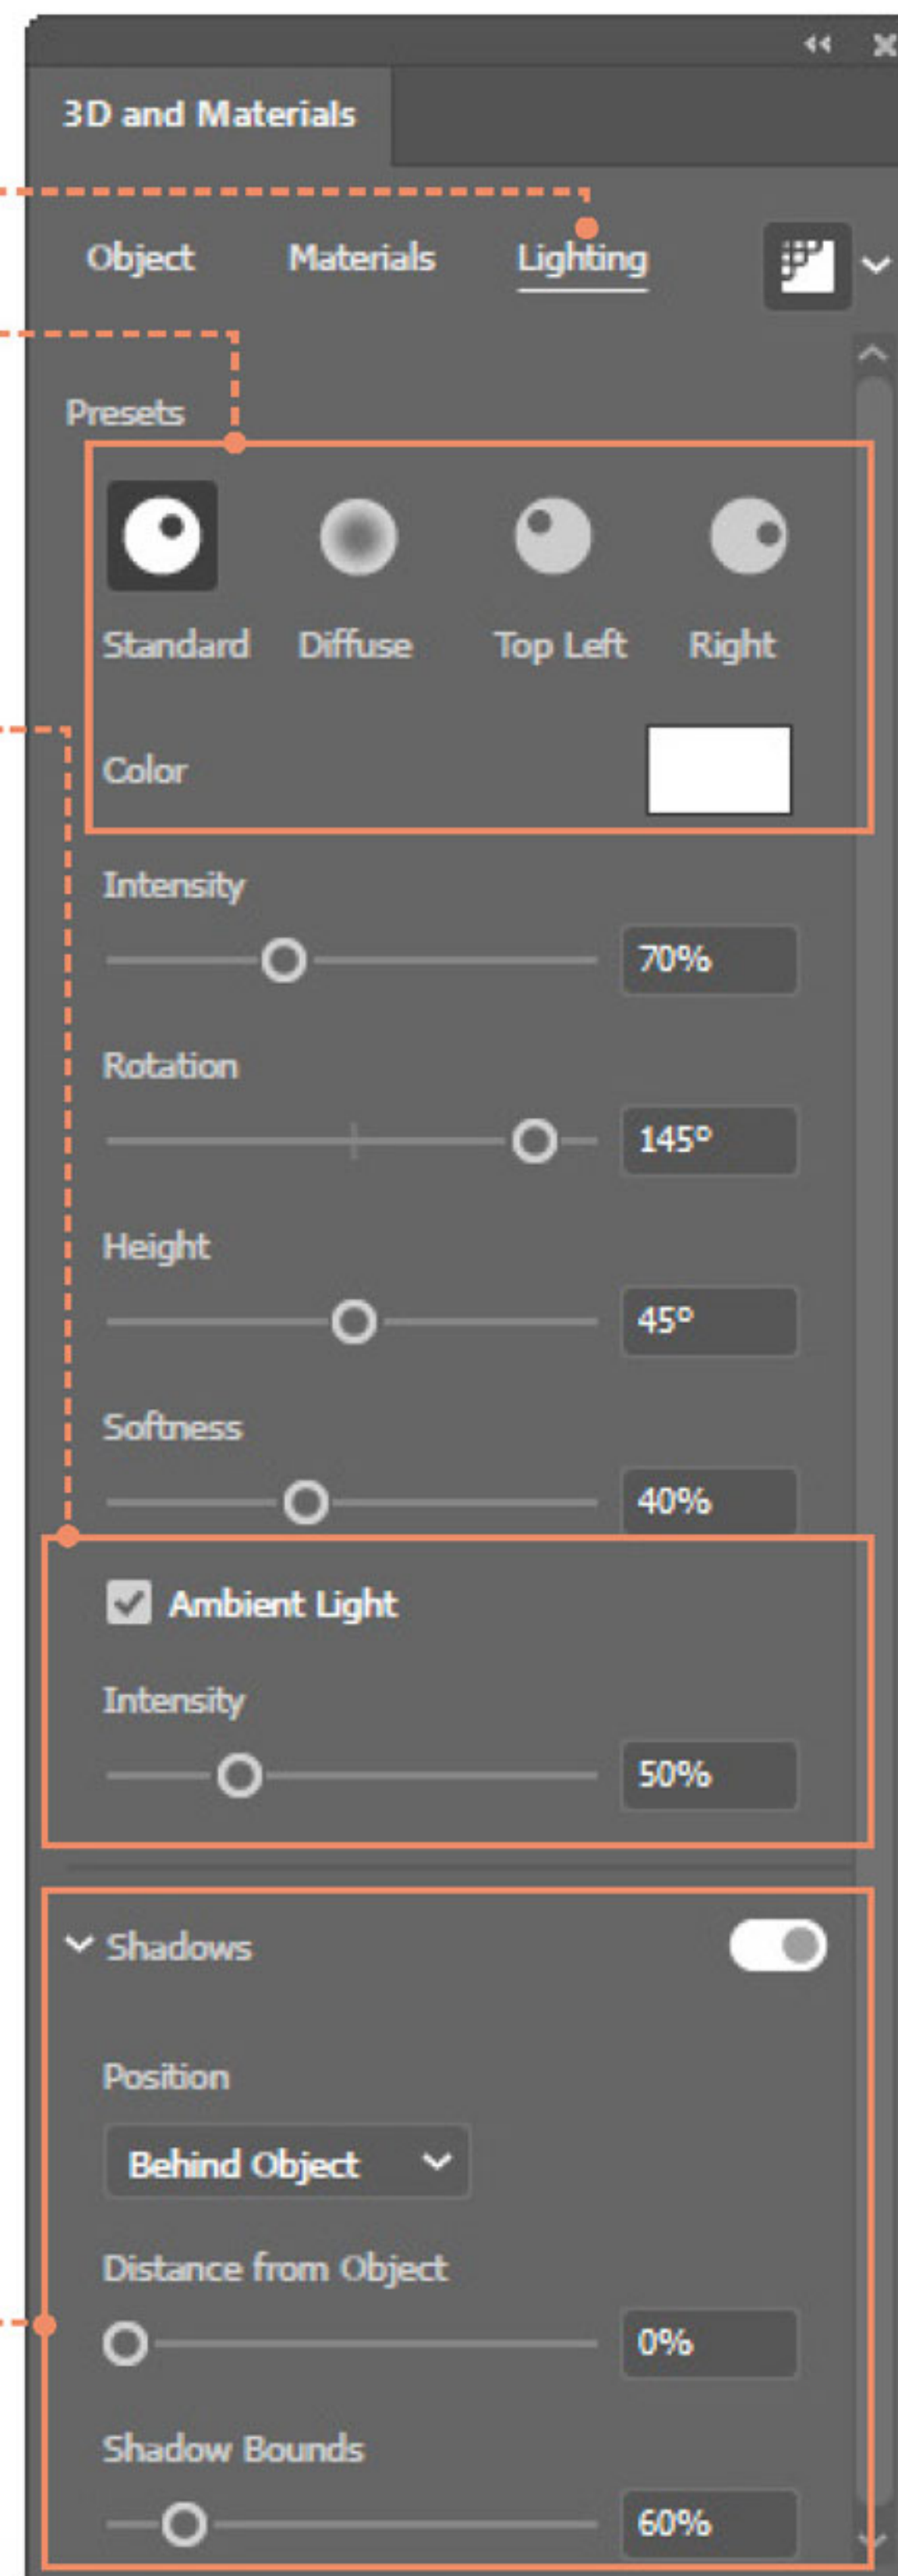 3D and Materials
Object Materials Lighting
Presets
Standard Diffuse Top Left Right
Color
Intensity
70%
Rotation
145°
Height
45°
Softness
40%
Ambient Light
Intensity
50%
Shadows
Position
Behind Object
Distance from Object
0%
Shadow Bounds
60%